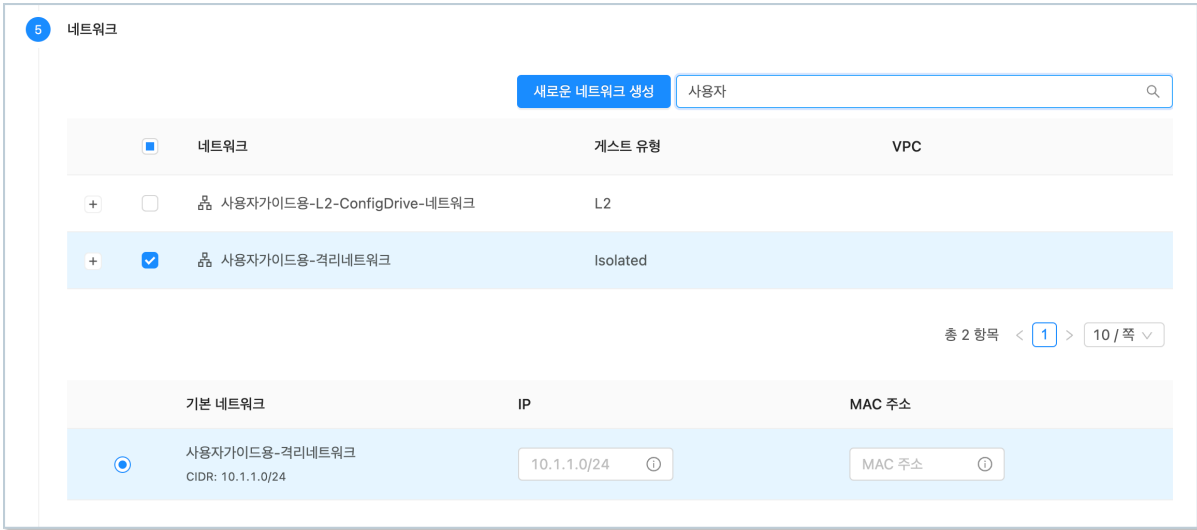 5 네트워크
새로운 네트워크 생성 사용자
네트워크 게스트 유형 VPC
사용자가이드용-L2-ConfigDrive-네트워크 L2
사용자가이드용-격리네트워크 Isolated
총 2 항목 < 1 > 10 / 쪽
기본 네트워크 IP MAC 주소
사용자가이드용-격리네트워크
CIDR: 10.1.1.0/24 10.1.1.0/24 MAC 주소